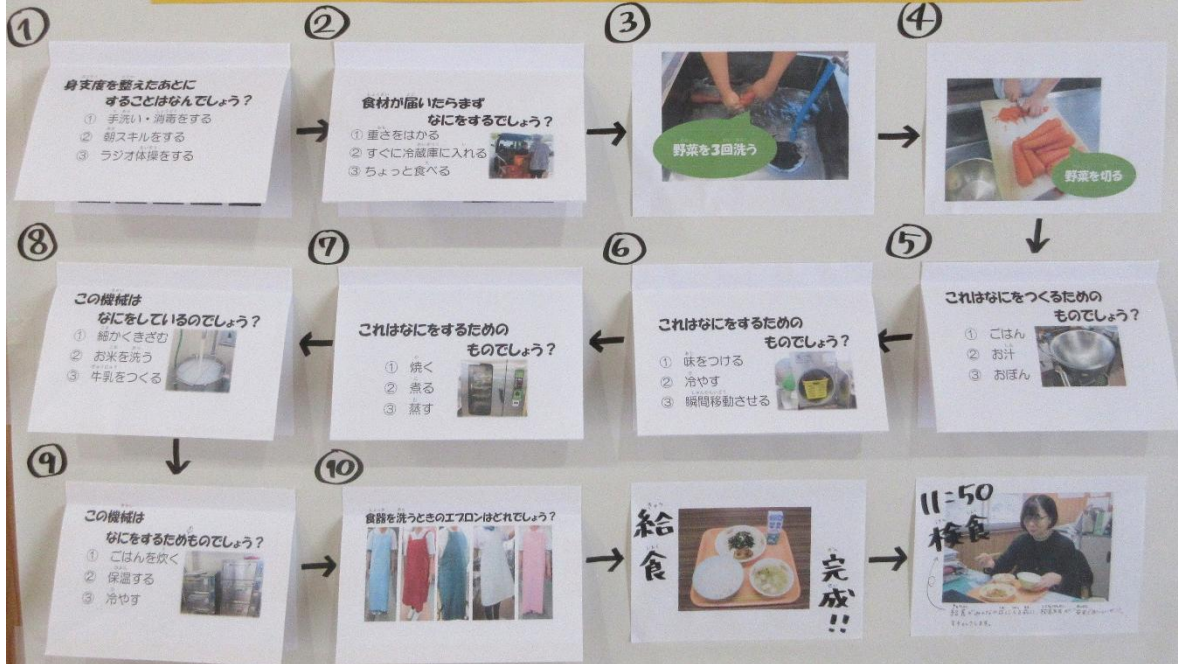 ①
身支度を整えたあとに
することはなんでしょう？
① 手洗い・消毒をする
② 朝スキルをする
③ ラジオ体操をする
→
②
食材が届いたらまず
なにをするでしょう？
① 重さをはかる
② すぐに冷蔵庫に入れる
③ ちょっと食べる
→
③
野菜を3回洗う
→
④
野菜を切る
↓
⑤
これはなにをつくるための
ものでしょう？
① ごはん
② お汁
③ おぼん
←
⑥
これはなにをするための
ものでしょう？
① 味をつける
② 冷やす
③ 瞬間移動させる
←
⑦
これはなにをするための
ものでしょう？
① 焼く
② 煮る
③ 蒸す
←
⑧
この機械は
なにをしているのでしょう？
① 細かくきざむ
② お米を洗う
③ 牛乳をつくる
↓
⑨
この機械は
なにをするためものでしょう？
① ごはんを炊く
② 保温する
③ 冷やす
→
⑩
食器を洗うときのエプロンはどれでしょう？
→
給食
完成!!
→
11:50
検食